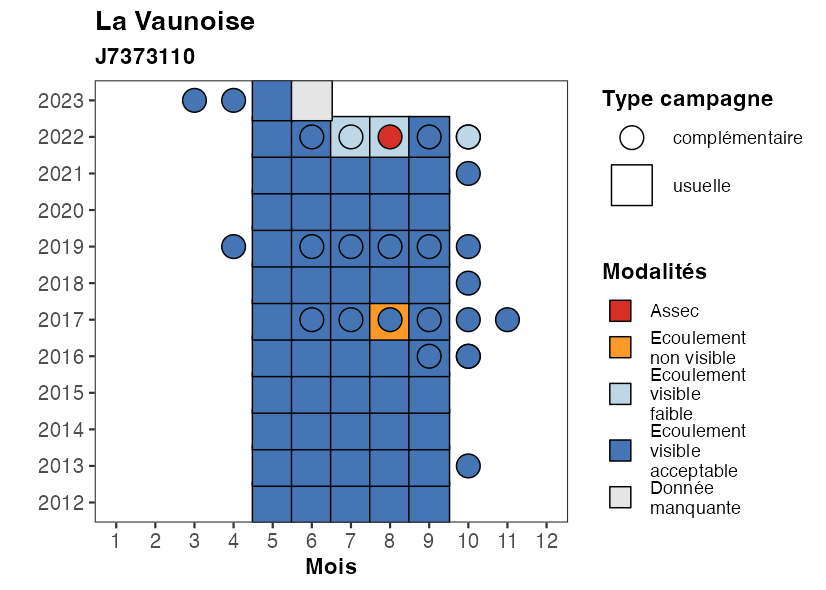 La Vaunoise
J7373110
2023
2022
2021
2020
2019
2018
2017
2016
2015
2014
2013
2012
1 2 3 4 5 6 7 8 9 10 11 12
Mois
Type campagne
complémentaire
usuelle
Modalités
Assec
Ecoulement
non visible
Ecoulement
visible
faible
Ecoulement
visible
acceptable
Donnée
manquante